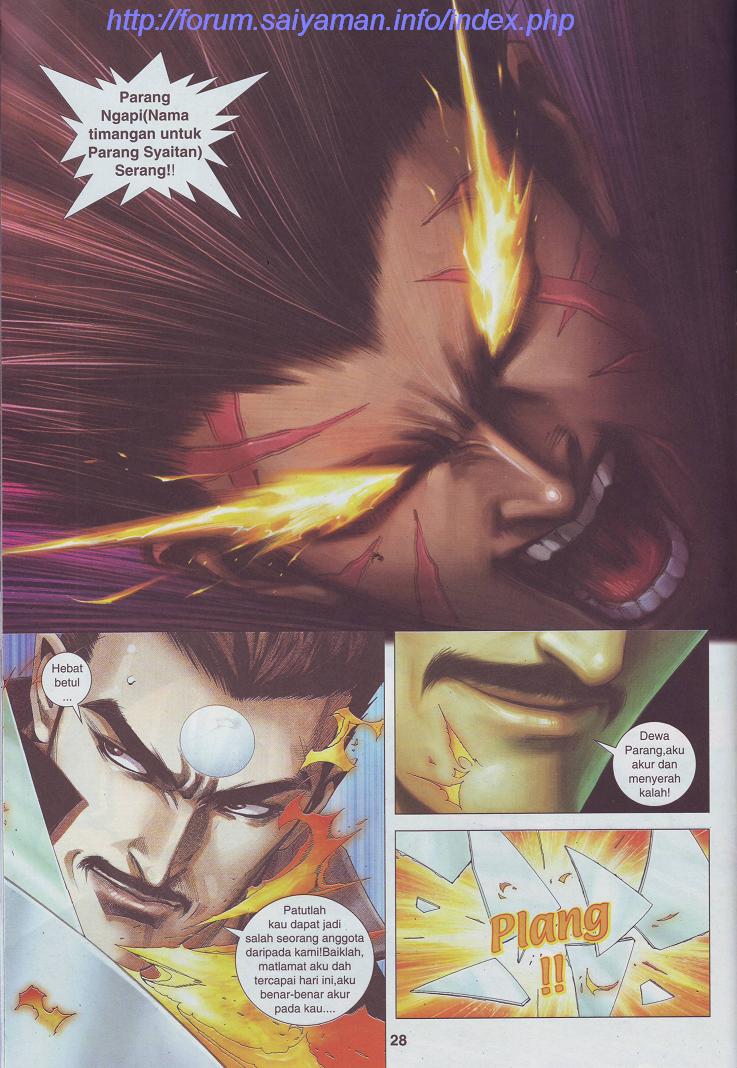 http://forum.saiyaman.info/index.php
Parang
Ngapi(Nama
timangan untuk
Parang Syaitan)
Serang!!
Hebat
betul
...
Patutlah
kau dapat jadi
salah seorang anggota
daripada kami!Baiklah,
matlamat aku dah
tercapai hari ini,aku
benar-benar akur
pada kau....
Dewa
Parang,aku
akur dan
menyerah
kalah!
Plang
!!
28